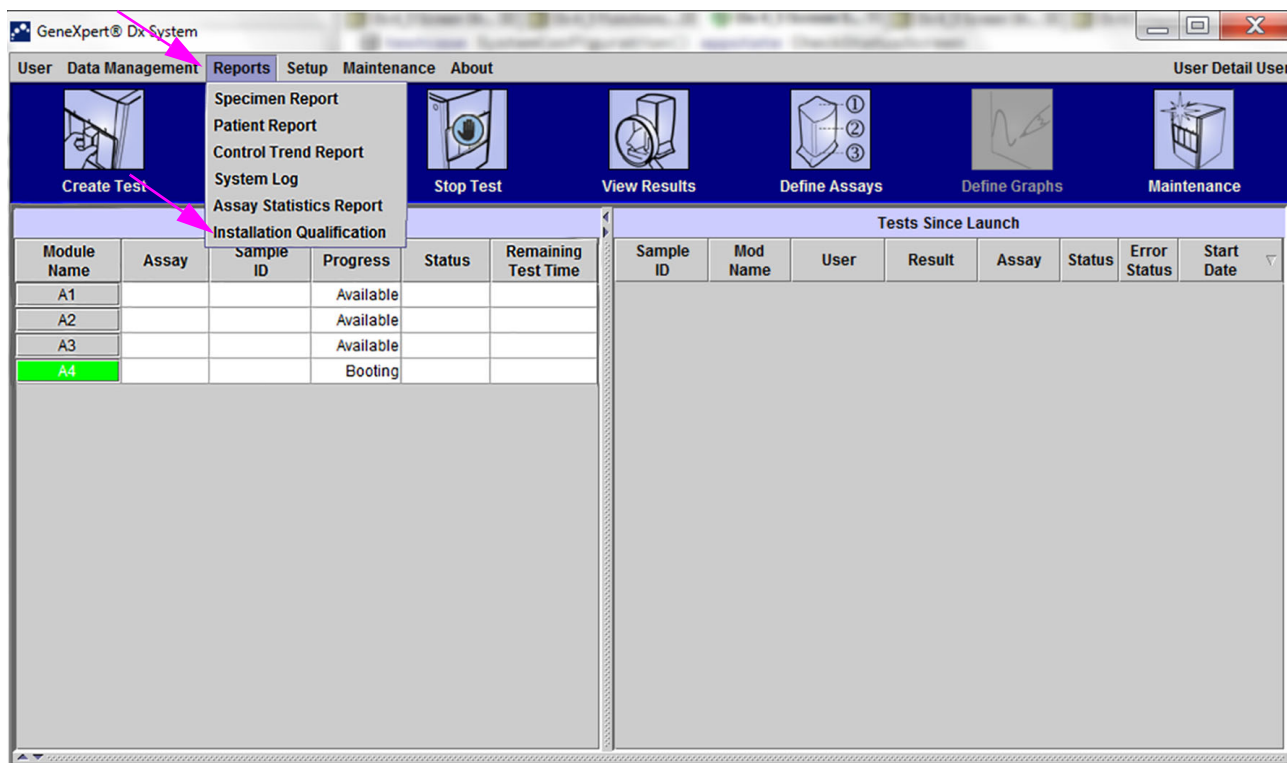 GeneXpert® Dx System
User Data Management Reports Setup Maintenance About User Detail User
Specimen Report
Patient Report
Control Trend Report
System Log
Assay Statistics Report
Installation Qualification
Create Test Stop Test View Results Define Assays Define Graphs Maintenance
① ② ③
Tests Since Launch
Module Name Assay Sample ID Progress Status Remaining Test Time
A1 Available
A2 Available
A3 Available
A4 Booting
Sample ID Mod Name User Result Assay Status Error Status Start Date